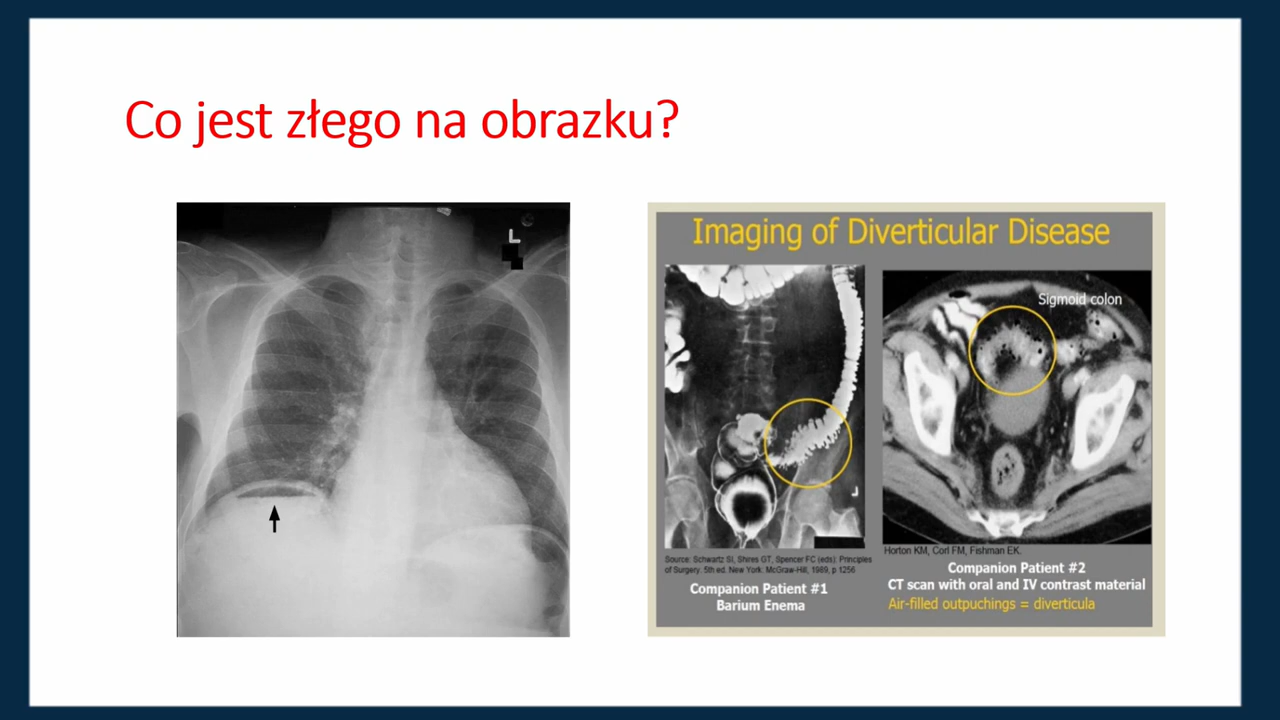 Co jest złego na obrazku?
L
Imaging of Diverticular Disease
Sigmoid colon
L
Source: Schwartz SI, Shires GT, Spencer FC (eds): Principles
of Surgery. 5th ed. New York. McGraw-Hill, 1989, p 1256
Companion Patient #1
Barium Enema
Horton KM, Corl FM, Fishman EK.
Companion Patient #2
CT scan with oral and IV contrast material
Air-filled outpuchings = diverticula